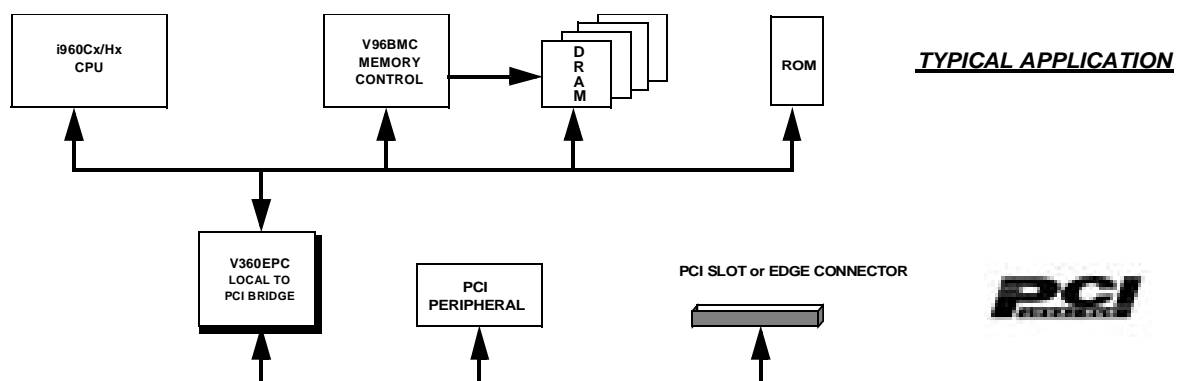 i960Cx/Hx
CPU
V96BMC
MEMORY
CONTROL
D
R
A
M
ROM
TYPICAL APPLICATION
V360EPC
LOCAL TO
PCI BRIDGE
PCI
PERIPHERAL
PCI SLOT or EDGE CONNECTOR
PCI